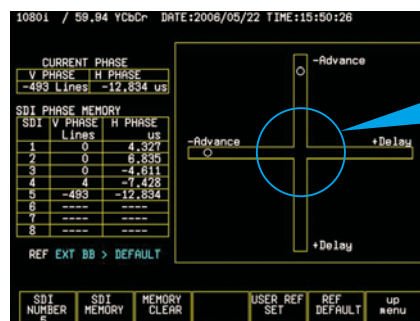 1080i / 59.94 YCbCr DATE:2006/05/22 TIME:15:50:26
CURRENT PHASE
V PHASE H PHASE
-493 Lines -12.834 us
SDI PHASE MEMORY
SDI V PHASE H PHASE
Lines us
1 0 4.327
2 0 6.835
3 0 -4.611
4 4 -7.428
5 -493 -12.834
6 ---- ----
7 ---- ----
8 ---- ----
REF EXT BB > DEFAULT
-Advance
-Advance
+Delay
+Delay
SDI NUMBER 5
SDI MEMORY
MEMORY CLEAR
USER REF SET
REF DEFAULT
up menu